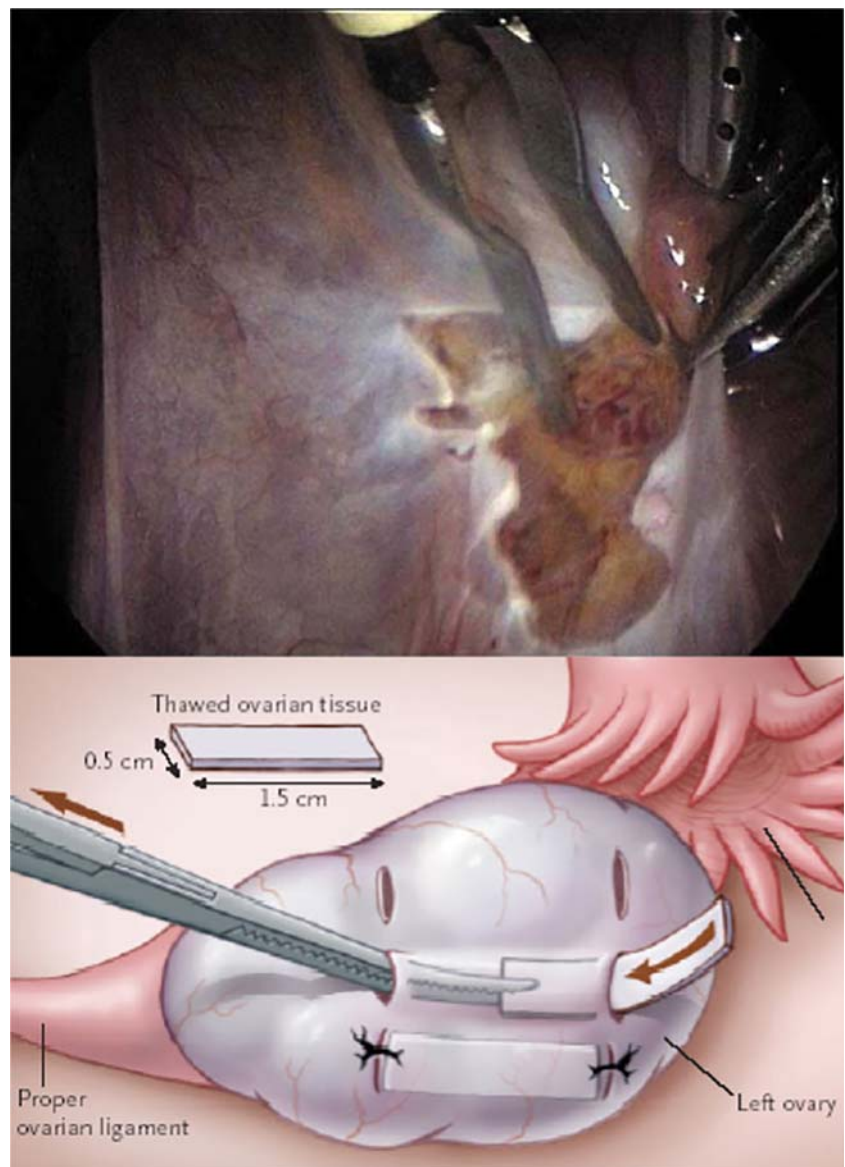 Thawed ovarian tissue
0.5 cm
1.5 cm
Proper
ovarian ligament
Left ovary